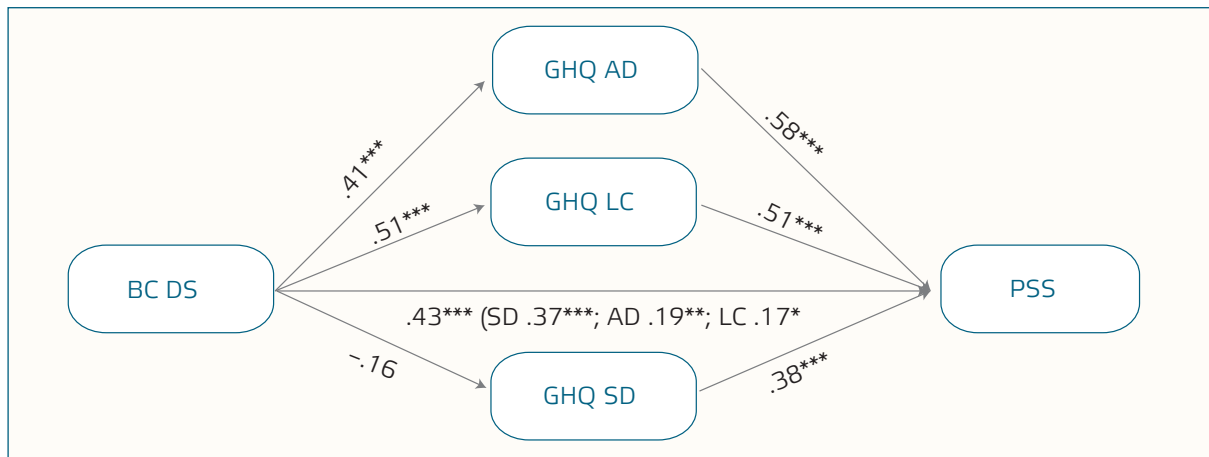 GHQ AD
.41***
.58***
GHQ LC
.51***
.51***
BC DS
PSS
.43*** (SD .37***; AD .19**; LC .17*
–.16
GHQ SD
.38***